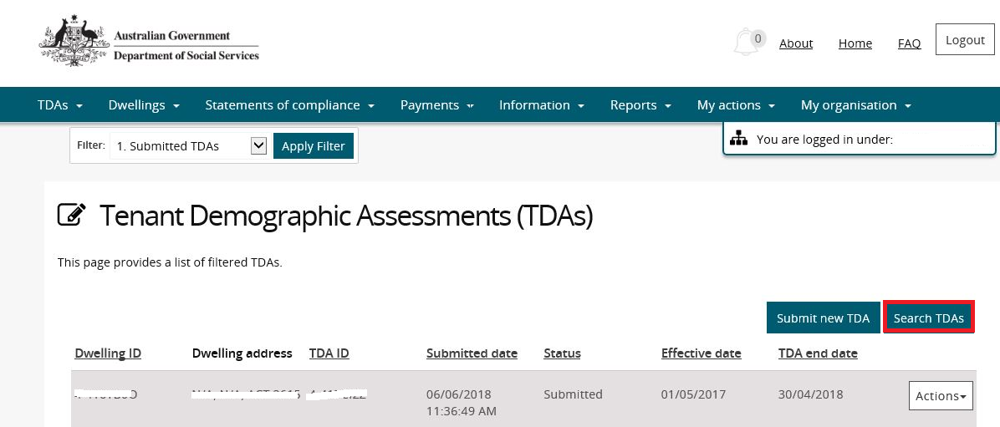 Australian Government
Department of Social Services
0 About Home FAQ Logout
TDAs Dwellings Statements of compliance Payments Information Reports My actions My organisation
Filter: 1. Submitted TDAs Apply Filter
You are logged in under:
Tenant Demographic Assessments (TDAs)
This page provides a list of filtered TDAs.
Submit new TDA Search TDAs
Dwelling ID Dwelling address TDA ID Submitted date Status Effective date TDA end date
06/06/2018 Submitted 01/05/2017 30/04/2018 Actions
11:36:49 AM